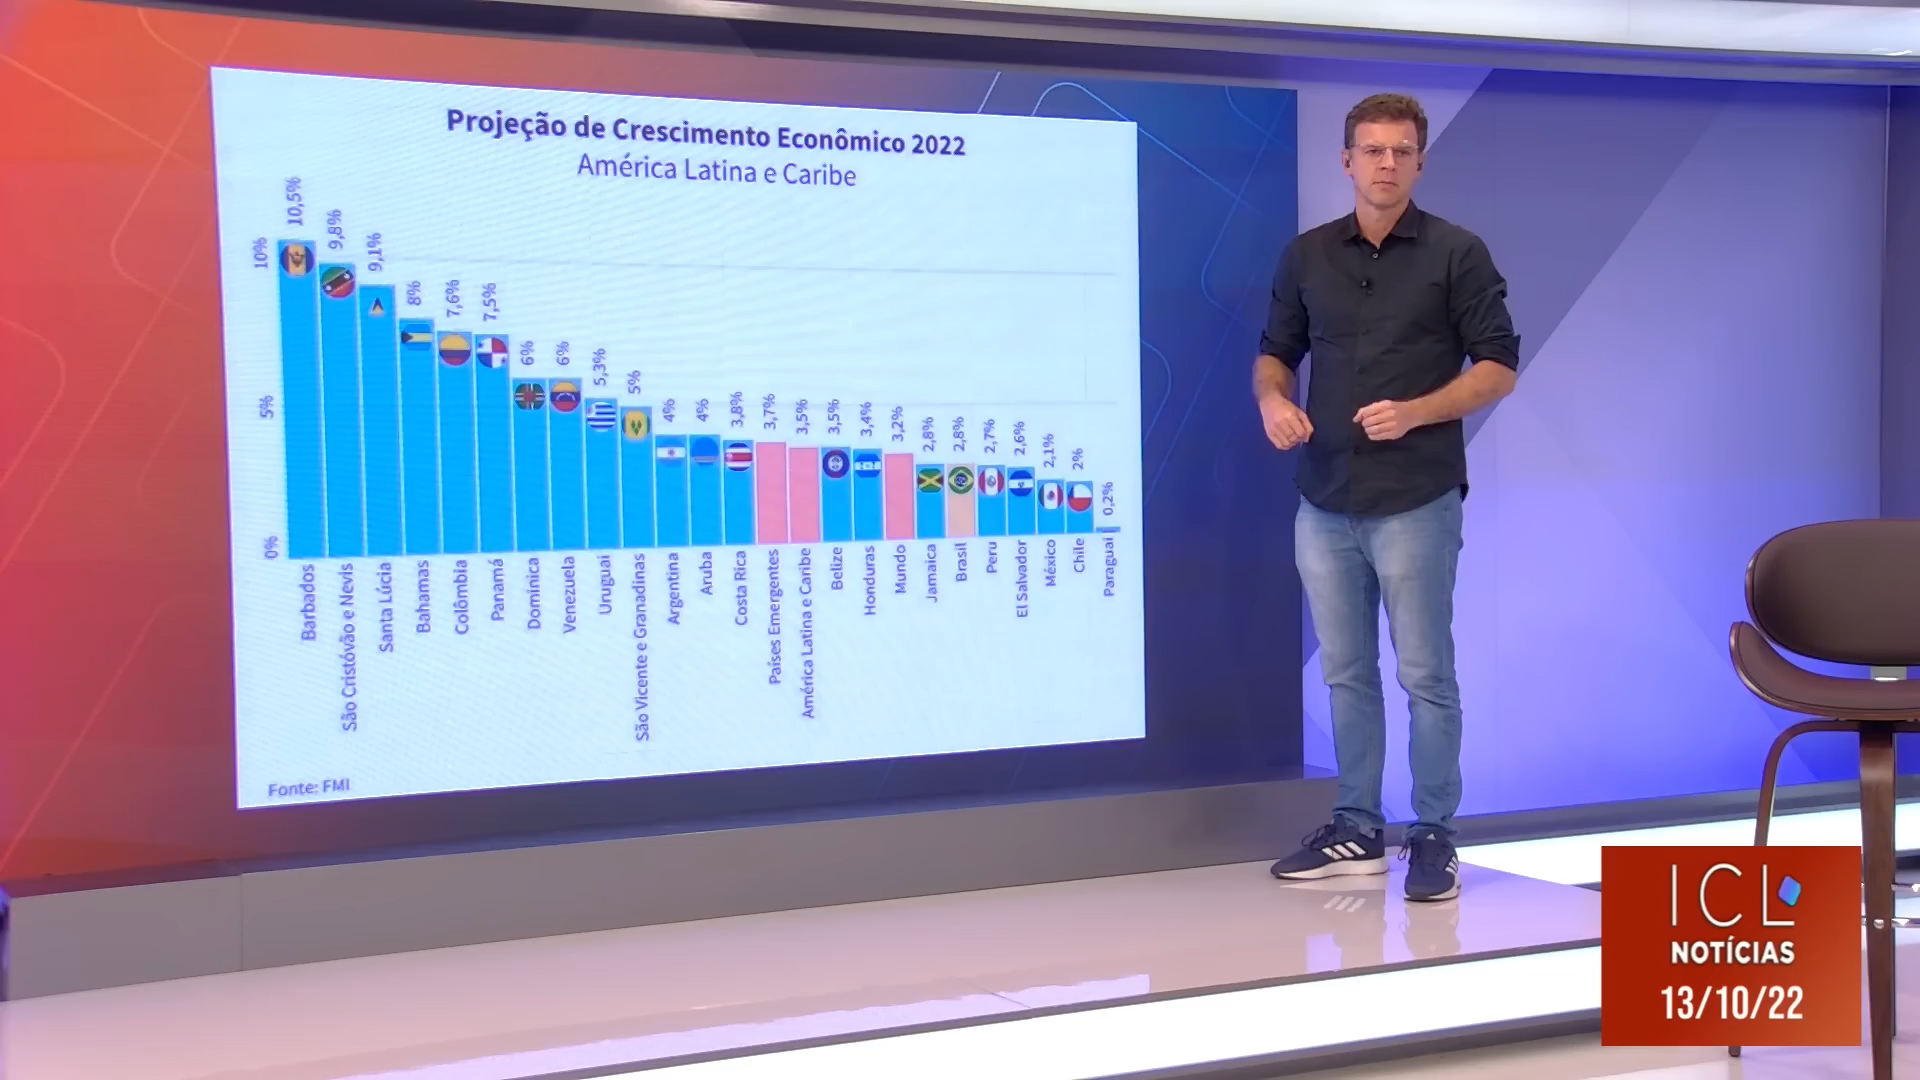 Projeção de Crescimento Econômico 2022
América Latina e Caribe
10%
5%
0%
10,5%
9,8%
9,1%
8%
7,6%
7,5%
6%
6%
5,3%
5%
4%
4%
3,8%
3,7%
3,5%
3,5%
3,4%
3,2%
2,8%
2,8%
2,7%
2,6%
2,1%
2%
0,2%
Barbados
São Cristóvão e Nevis
Santa Lúcia
Bahamas
Colômbia
Panamá
Dominica
Venezuela
Uruguai
São Vicente e Granadinas
Argentina
Aruba
Costa Rica
Países Emergentes
América Latina e Caribe
Belize
Honduras
Mundo
Jamaica
Brasil
Peru
El Salvador
México
Chile
Paraguai
Fonte: FMI
ICL
NOTÍCIAS
13/10/22